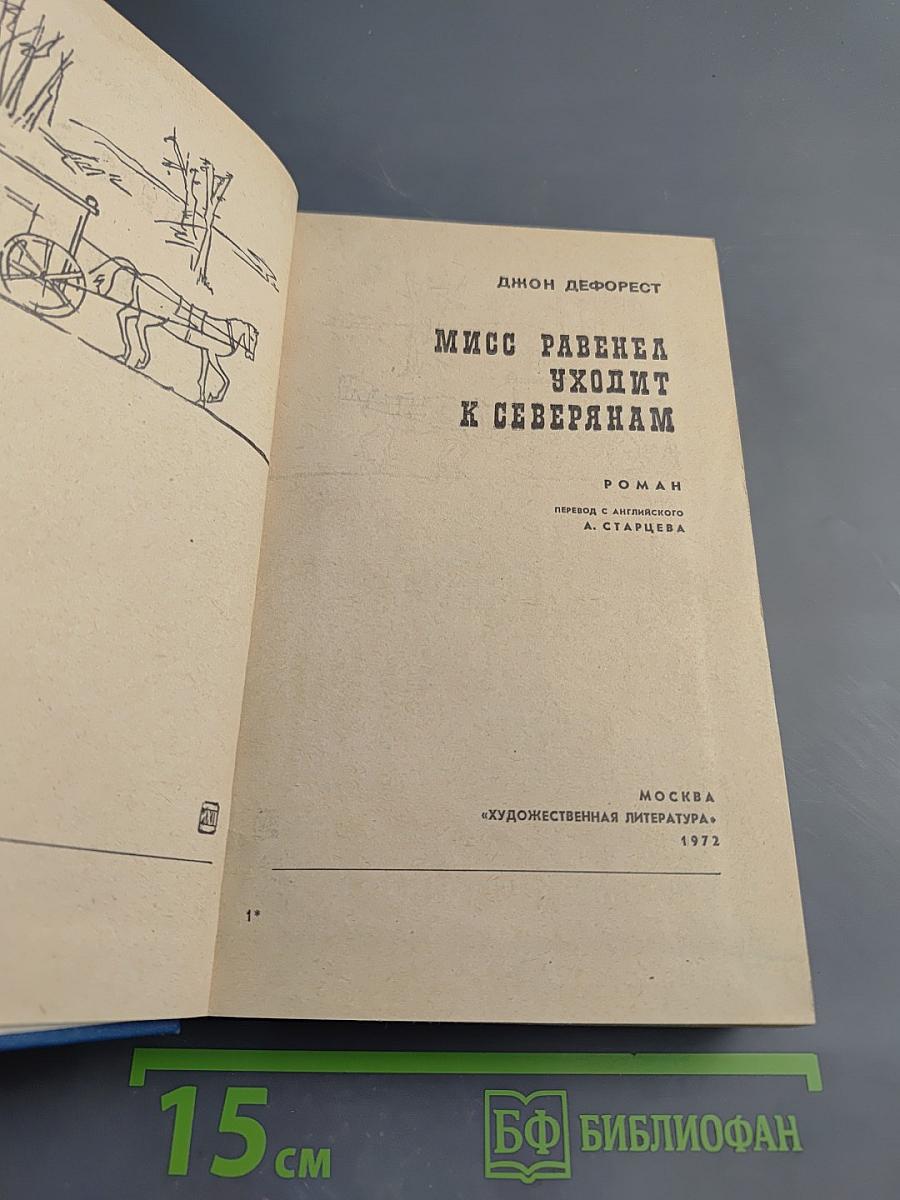 ДЖОН ДЕФОРЕСТ
МИСС РАВЕНЕЛ
УХОДИТ
К СЕВЕРЯНАМ
РОМАН
ПЕРЕВОД С АНГЛИЙСКОГО
А. СТАРЦЕВА
МОСКВА
«ХУДОЖЕСТВЕННАЯ ЛИТЕРАТУРА»
1972
1*
15 см
БФ БИБЛИОФАН